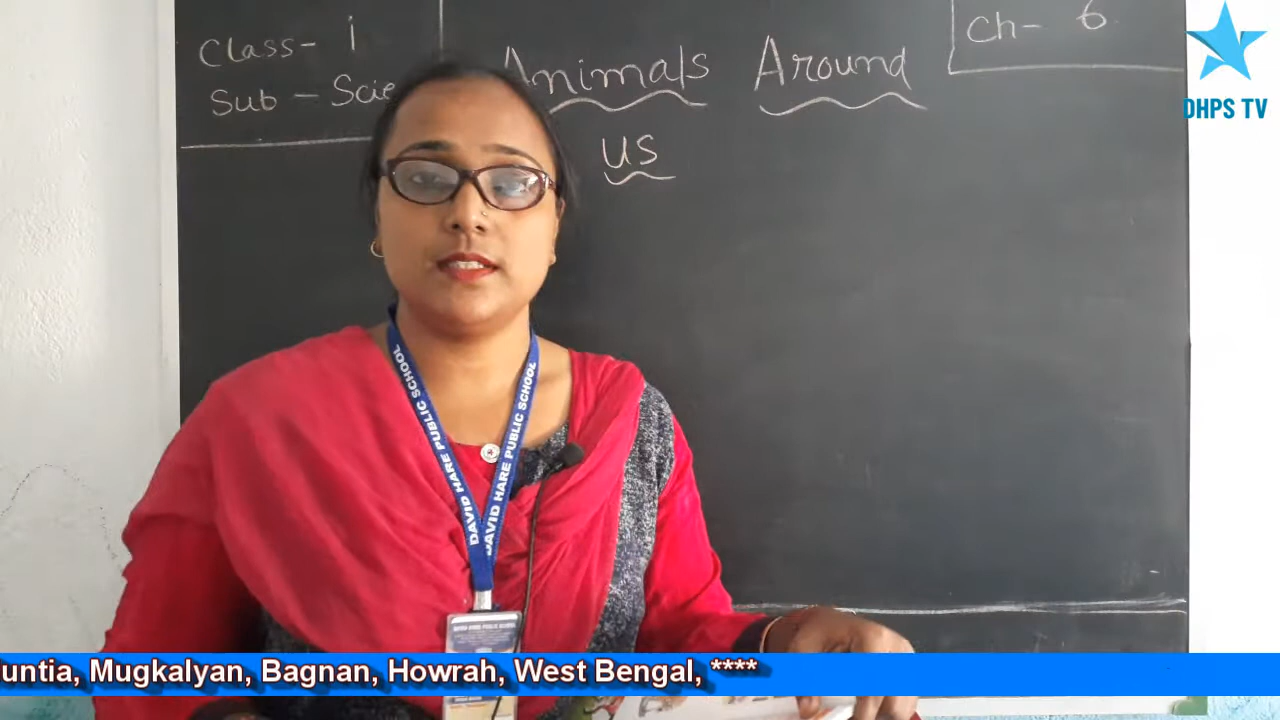 Class- 1
Sub - Scie
Animals Around
us
Ch- 6
DHPS TV
DAVID HARE PUBLIC SCHOOL
DAVID HARE PUBLIC SCHOOL
untia, Mugkalyan, Bagnan, Howrah, West Bengal, ****